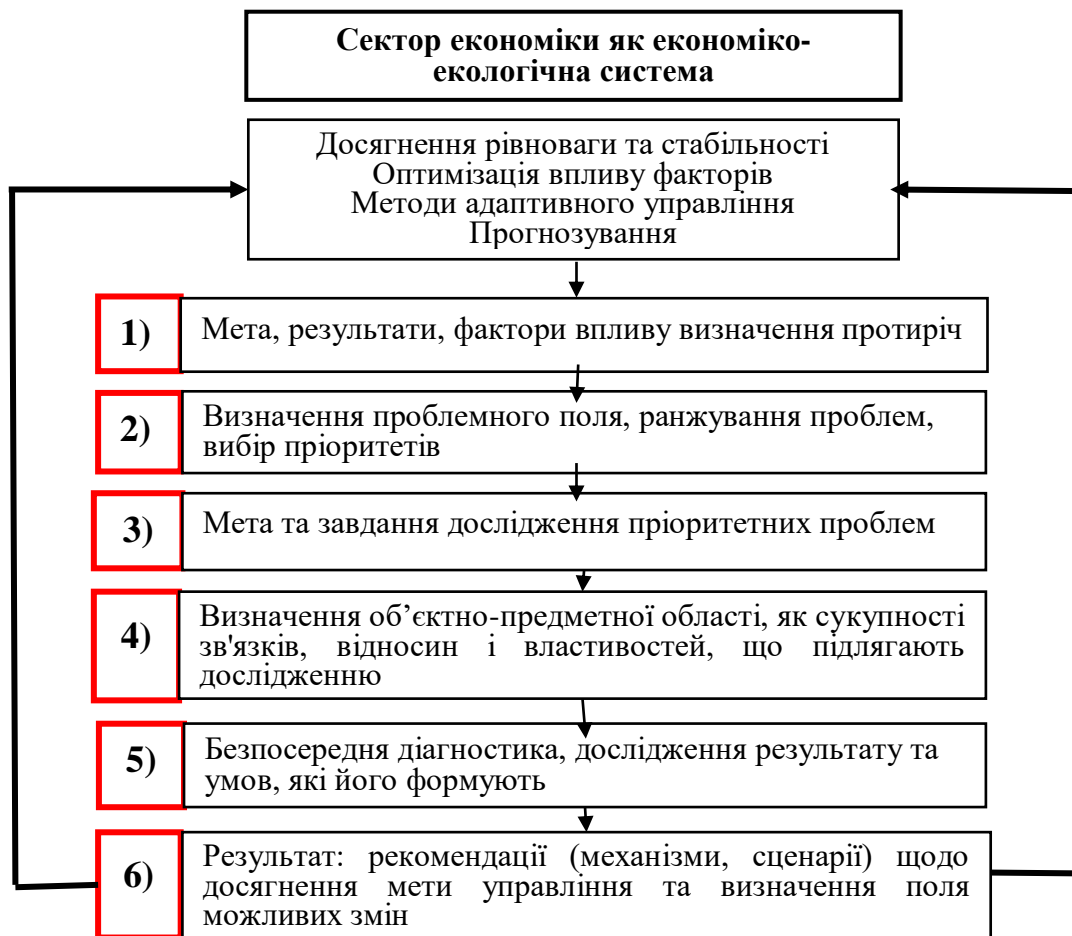 Сектор економіки як економіко-
екологічна система
Досягнення рівноваги та стабільності
Оптимізація впливу факторів
Методи адаптивного управління
Прогнозування
1) Мета, результати, фактори впливу визначення протиріч
2) Визначення проблемного поля, ранжування проблем,
вибір пріоритетів
3) Мета та завдання дослідження пріоритетних проблем
4) Визначення об’єктно-предметної області, як сукупності
зв'язків, відносин і властивостей, що підлягають
дослідженню
5) Безпосередня діагностика, дослідження результату та
умов, які його формують
6) Результат: рекомендації (механізми, сценарії) щодо
досягнення мети управління та визначення поля
можливих змін